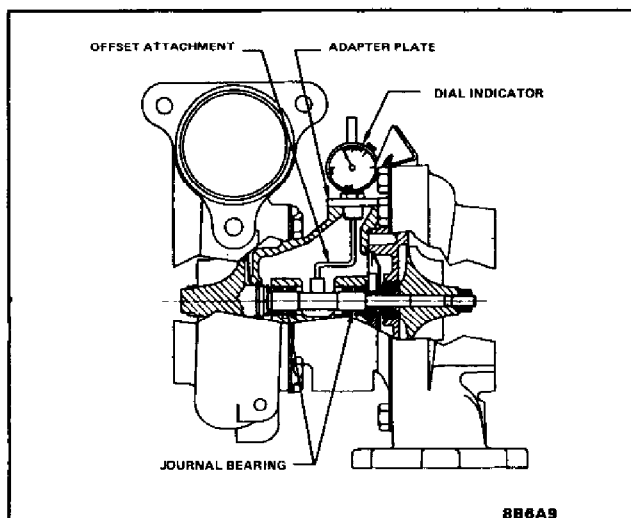 OFFSET ATTACHMENT
ADAPTER PLATE
DIAL INDICATOR
JOURNAL BEARING
8B6A9